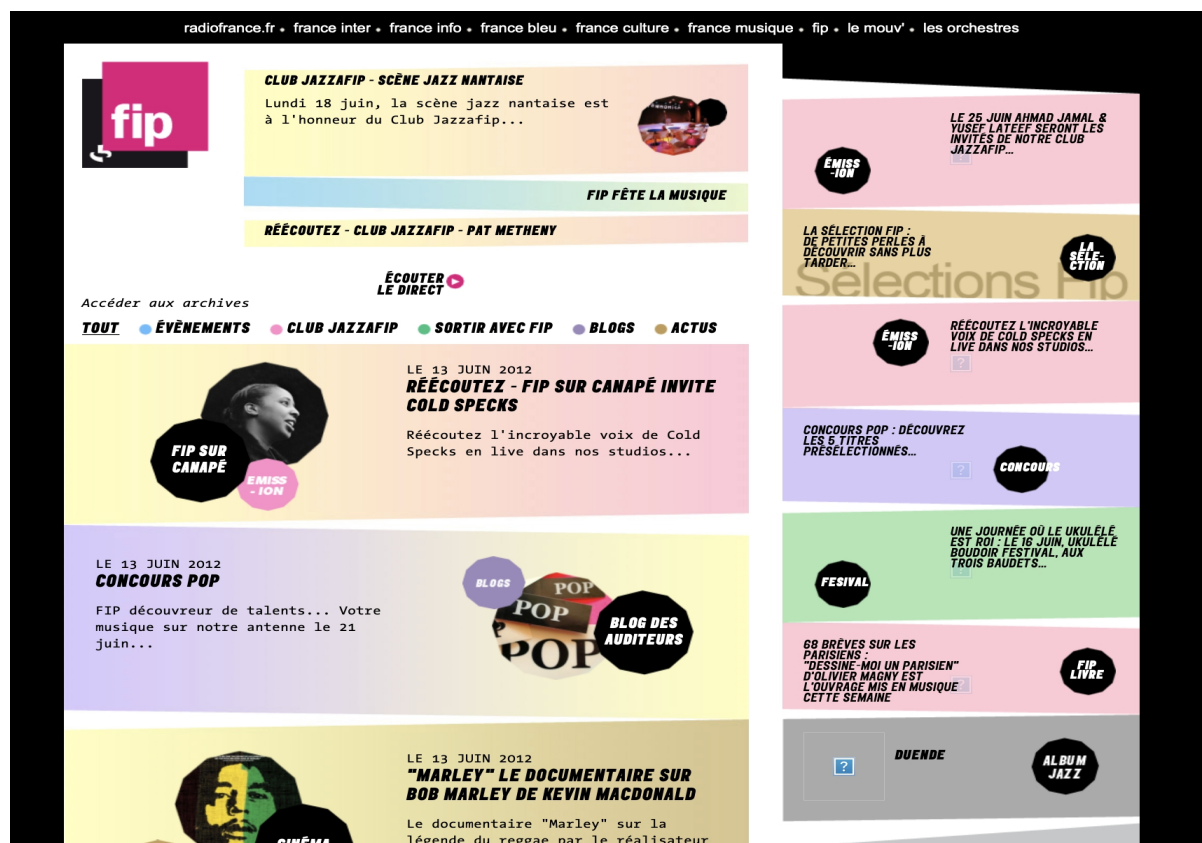 radiofrance.fr • france inter • france info • france bleu • france culture • france musique • fip • le mouv' • les orchestres
fip
CLUB JAZZAFIP - SCÈNE JAZZ NANTAISE
Lundi 18 juin, la scène jazz nantaise est
à l'honneur du Club Jazzafip...
FIP FÊTE LA MUSIQUE
RÉÉCOUTEZ - CLUB JAZZAFIP - PAT METHENY
ÉCOUTER
LE DIRECT
Accéder aux archives
TOUT ÉVÈNEMENTS CLUB JAZZAFIP SORTIR AVEC FIP BLOGS ACTUS
FIP SUR
CANAPÉ
EMISS
- ION
LE 13 JUIN 2012
RÉÉCOUTEZ - FIP SUR CANAPÉ INVITE
COLD SPECKS
Réécoutez l'incroyable voix de Cold
Specks en live dans nos studios...
LE 13 JUIN 2012
CONCOURS POP
FIP découvreur de talents... Votre
musique sur notre antenne le 21
juin...
BLOGS
POP
POP
POP
BLOG DES
AUDITEURS
CINÉMA
LE 13 JUIN 2012
"MARLEY" LE DOCUMENTAIRE SUR
BOB MARLEY DE KEVIN MACDONALD
Le documentaire "Marley" sur la
légende du reggae par le réalisateur
LE 25 JUIN AHMAD JAMAL &
YUSEF LATEEF SERONT LES
INVITÉS DE NOTRE CLUB
JAZZAFIP...
ÉMISS
-ION
LA SÉLECTION FIP :
DE PETITES PERLES À
DÉCOUVRIR SANS PLUS
TARDER...
LA
SÉLE-
CTION
Sélections Fip
ÉMISS
-ION
RÉÉCOUTEZ L'INCROYABLE
VOIX DE COLD SPECKS EN
LIVE DANS NOS STUDIOS...
CONCOURS POP : DÉCOUVREZ
LES 5 TITRES
PRÉSÉLECTIONNÉS...
CONCOURS
UNE JOURNÉE OÙ LE UKULÉLÉ
EST ROI : LE 16 JUIN, UKULÉLÉ
BOUDOIR FESTIVAL, AUX
TROIS BAUDETS...
FESIVAL
68 BRÈVES SUR LES
PARISIENS :
"DESSINE-MOI UN PARISIEN"
D'OLIVIER MAGNY EST
L'OUVRAGE MIS EN MUSIQUE
CETTE SEMAINE
FIP
LIVRE
DUENDE
ALBUM
JAZZ